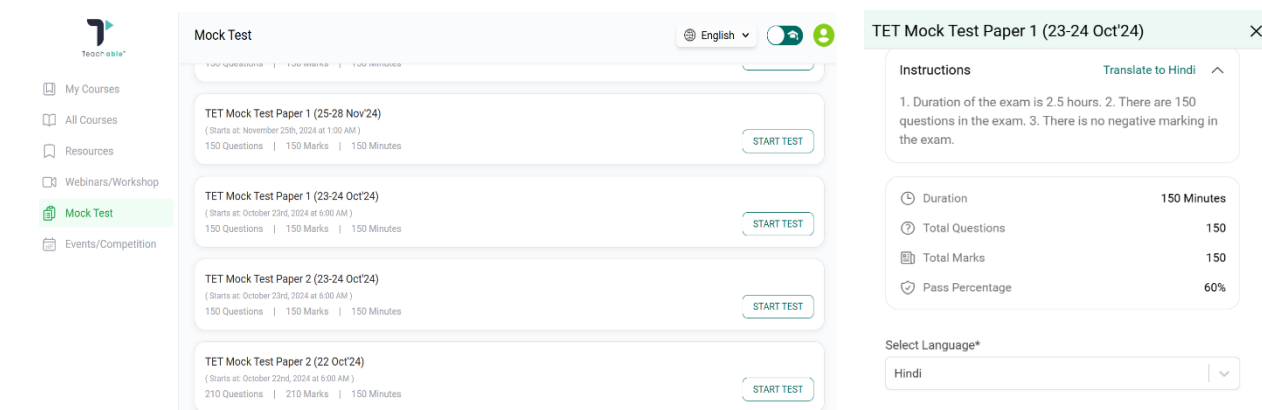 Teachable
My Courses
All Courses
Resources
Webinars/Workshop
Mock Test
Events/Competition
Mock Test
English
150 Questions | 150 Marks | 150 Minutes
TET Mock Test Paper 1 (25-28 Nov'24)
( Starts at: November 25th, 2024 at 1:00 AM )
150 Questions | 150 Marks | 150 Minutes
START TEST
TET Mock Test Paper 1 (23-24 Oct'24)
( Starts at: October 23rd, 2024 at 6:00 AM )
150 Questions | 150 Marks | 150 Minutes
START TEST
TET Mock Test Paper 2 (23-24 Oct'24)
( Starts at: October 23rd, 2024 at 6:00 AM )
150 Questions | 150 Marks | 150 Minutes
START TEST
TET Mock Test Paper 2 (22 Oct'24)
( Starts at: October 22nd, 2024 at 6:00 AM )
210 Questions | 210 Marks | 150 Minutes
START TEST
TET Mock Test Paper 1 (23-24 Oct'24)
Instructions Translate to Hindi
1. Duration of the exam is 2.5 hours. 2. There are 150
questions in the exam. 3. There is no negative marking in
the exam.
Duration 150 Minutes
Total Questions 150
Total Marks 150
Pass Percentage 60%
Select Language*
Hindi